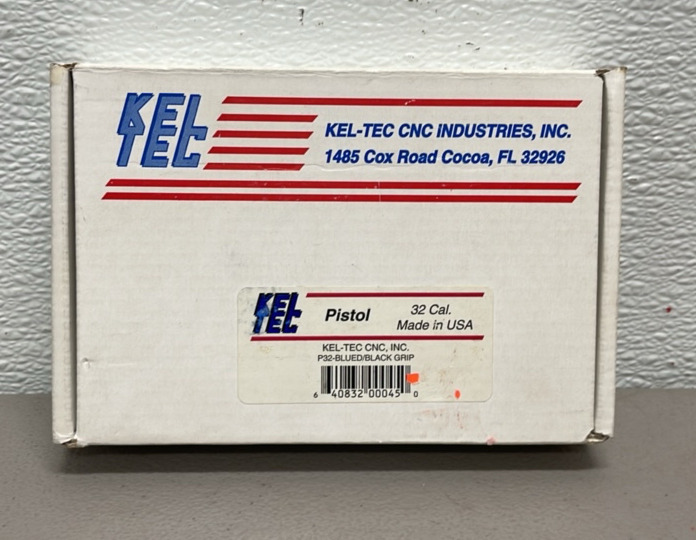 KEL
TEC
KEL-TEC CNC INDUSTRIES, INC.
1485 Cox Road Cocoa, FL 32926
KEL
TEC
Pistol
32 Cal.
Made in USA
KEL-TEC CNC, INC.
P32-BLUED/BLACK GRIP
6 40832 00045 0